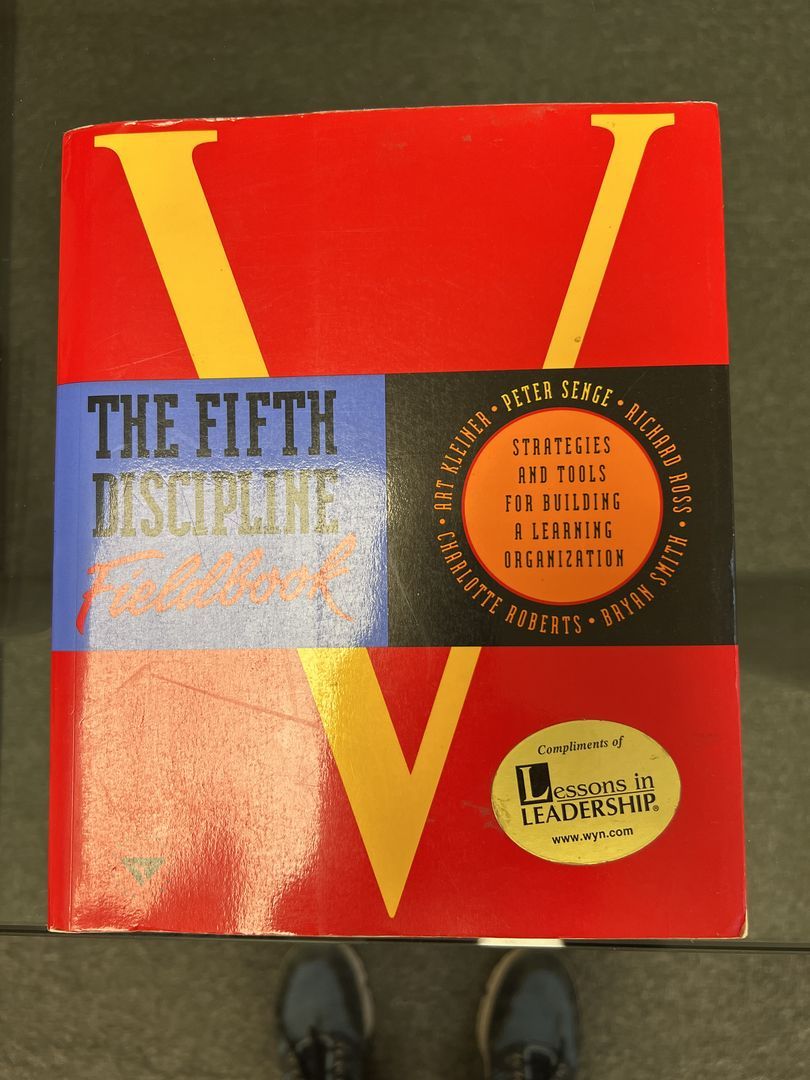 V
THE FIFTH
DISCIPLINE
Fieldbook
ART KLEINER • PETER SENGE • RICHARD ROSS • BRYAN SMITH • CHARLOTTE ROBERTS •
STRATEGIES
AND TOOLS
FOR BUILDING
A LEARNING
ORGANIZATION
Compliments of
Lessons in
LEADERSHIP®
www.wyn.com